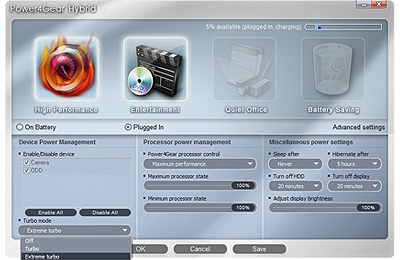 Power4Gear Hybrid
5% available (plugged in, charging)
High Performance
Entertainment
Quiet Office
Battery Saving
DVD
On Battery
Plugged In
Advanced settings
Device Power Management
Enable/Disable device
Camera
ODD
Enable All
Disable All
Turbo mode
Extreme turbo
Off
Turbo
Extreme turbo
Processor power management
Power4Gear processor control
Maximum performance
Maximum processor state
100%
Minimum processor state
100%
Miscellaneous power settings
Sleep after
Hibernate after
Never
5 hours
Turn off HDD
Turn off display
20 minutes
20 minutes
Adjust display brightness
100%
OK
Cancel
Save